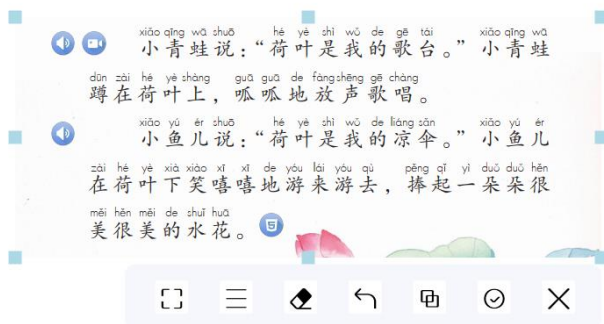 xiǎo qīng wā shuō hé yè shì wǒ de gē tái xiǎo qīng wā
小青蛙说：“荷叶是我的歌台。”小青蛙
dūn zài hé yè shàng guā guā de fàng shēng gē chàng
蹲在荷叶上，呱呱地放声歌唱。
xiǎo yú ér shuō hé yè shì wǒ de liáng sǎn xiǎo yú ér
小鱼儿说：“荷叶是我的凉伞。”小鱼儿
zài hé yè xià xiào xī xī de yóu lái yóu qù pěng qǐ yì duǒ duǒ hěn
在荷叶下笑嘻嘻地游来游去，捧起一朵朵很
měi hěn měi de shuǐ huā
美很美的水花。